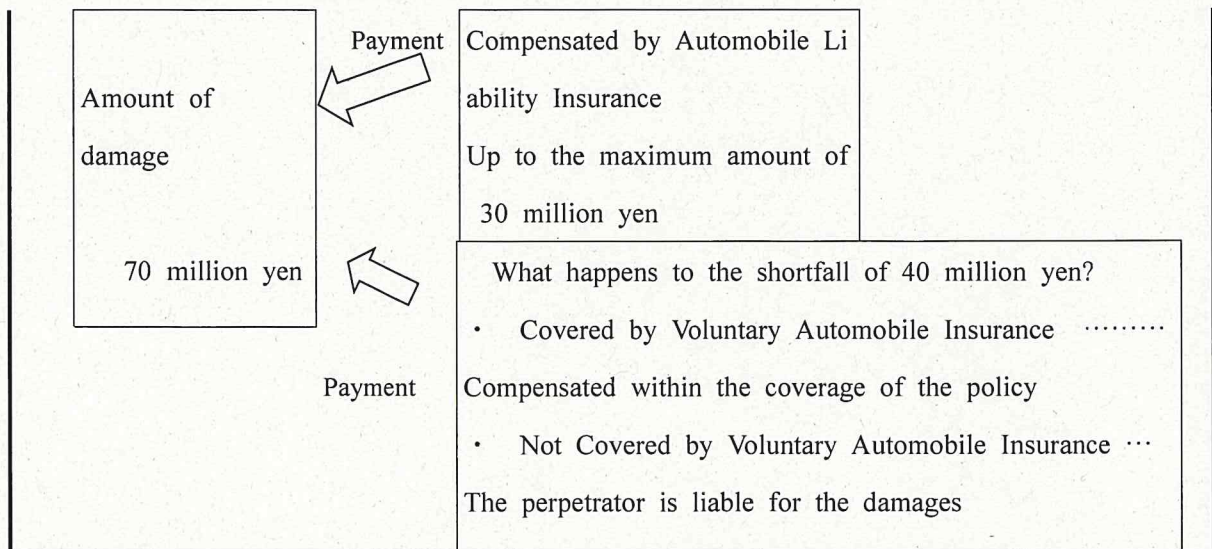 Amount of
damage
70 million yen
Payment
Compensated by Automobile Li
ability Insurance
Up to the maximum amount of
30 million yen
Payment
What happens to the shortfall of 40 million yen?
・ Covered by Voluntary Automobile Insurance ………
Compensated within the coverage of the policy
・ Not Covered by Voluntary Automobile Insurance …
The perpetrator is liable for the damages